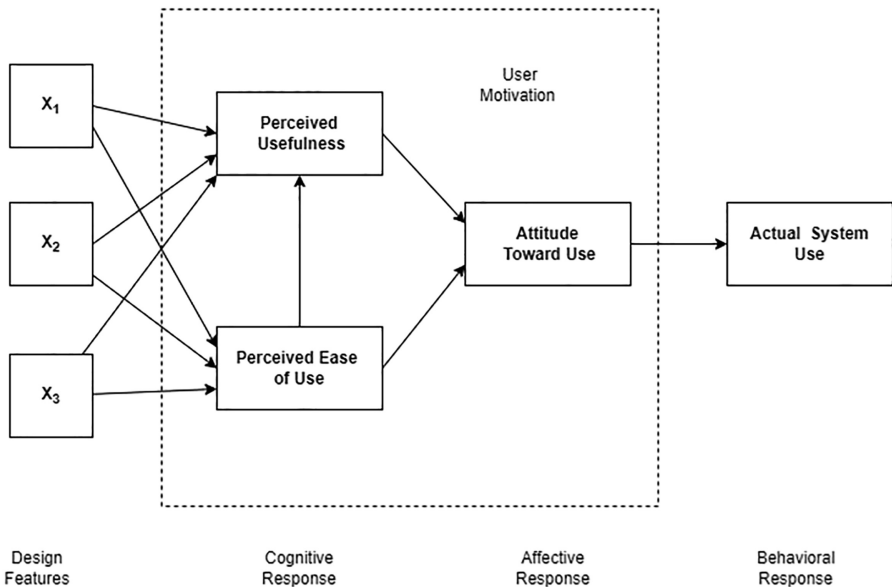 User
Motivation
X1
Perceived
Usefulness
X2
Attitude
Toward Use
Actual System
Use
X3
Perceived Ease
of Use
Design
Features
Cognitive
Response
Affective
Response
Behavioral
Response